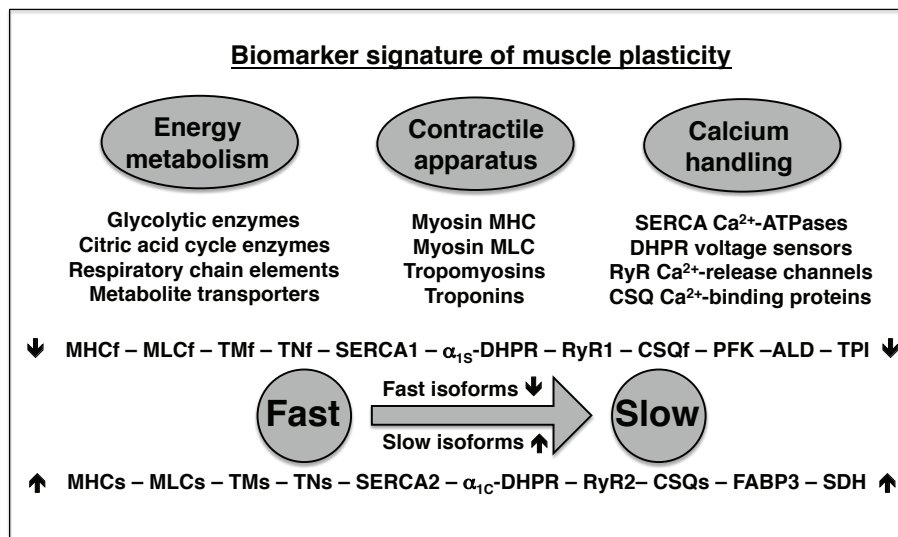 Biomarker signature of muscle plasticity
Energy
metabolism
Contractile
apparatus
Calcium
handling
Glycolytic enzymes
Citric acid cycle enzymes
Respiratory chain elements
Metabolite transporters
Myosin MHC
Myosin MLC
Tropomyosins
Troponins
SERCA Ca²⁺-ATPases
DHPR voltage sensors
RyR Ca²⁺-release channels
CSQ Ca²⁺-binding proteins
🡻 MHCf – MLCf – TMf – TNf – SERCA1 – α₁S-DHPR – RyR1 – CSQf – PFK –ALD – TPI 🡻
Fast
Fast isoforms 🡻
Slow isoforms 🡹
Slow
🡹 MHCs – MLCs – TMs – TNs – SERCA2 – α₁C-DHPR – RyR2– CSQs – FABP3 – SDH 🡹